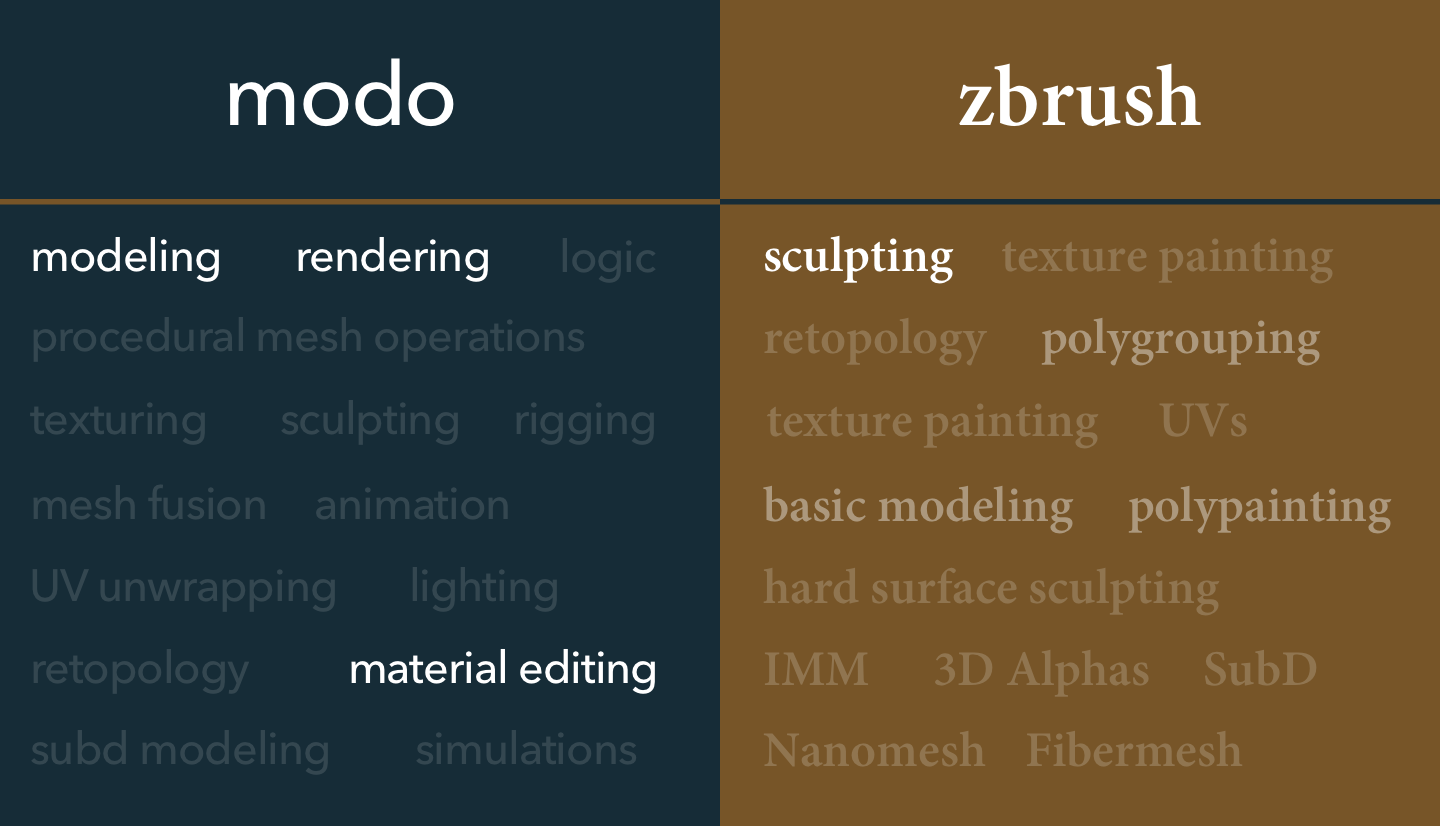 modo
modeling rendering logic
procedural mesh operations
texturing sculpting rigging
mesh fusion animation
UV unwrapping lighting
retopology material editing
subd modeling simulations
zbrush
sculpting texture painting
retopology polygrouping
texture painting UVs
basic modeling polypainting
hard surface sculpting
IMM 3D Alphas SubD
Nanomesh Fibermesh